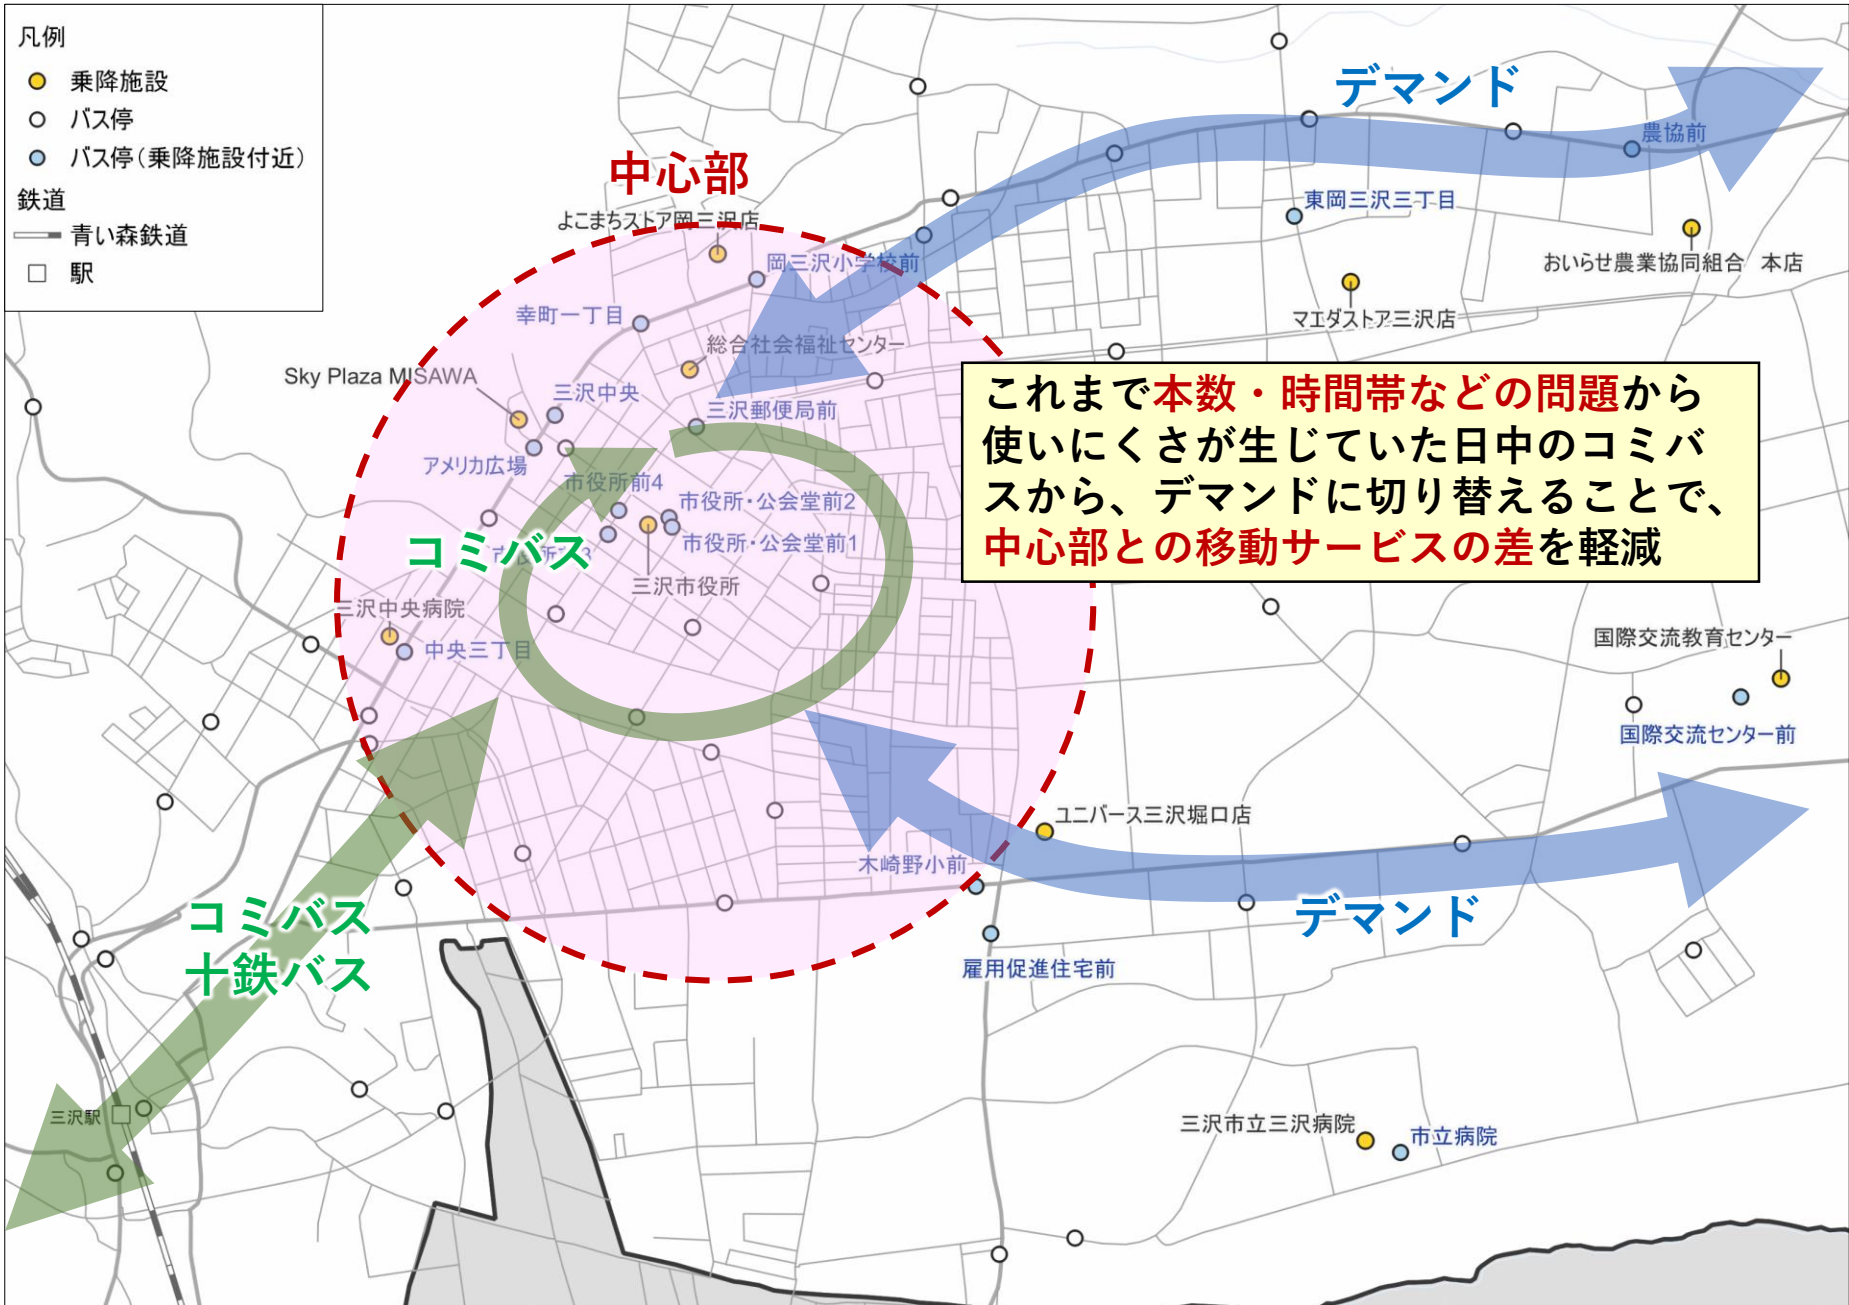 凡例
乗降施設
バス停
バス停(乗降施設付近)
鉄道
青い森鉄道
駅
デマンド
農協前
中心部
東岡三沢三丁目
よこまちストア岡三沢店
岡三沢小学校前
おいらせ農業協同組合 本店
幸町一丁目
マエダストア三沢店
総合社会福祉センター
Sky Plaza MISAWA
三沢中央
三沢郵便局前
これまで本数・時間帯などの問題から
使いにくさが生じていた日中のコミバ
スから、デマンドに切り替えることで、
中心部との移動サービスの差を軽減
アメリカ広場
市役所前4
市役所・公会堂前2
市役所・公会堂前1
コミバス
三沢市役所
三沢中央病院
中央三丁目
国際交流教育センター
国際交流センター前
ユニバース三沢堀口店
木崎野小前
デマンド
コミバス
十鉄バス
雇用促進住宅前
三沢駅
三沢市立三沢病院
市立病院